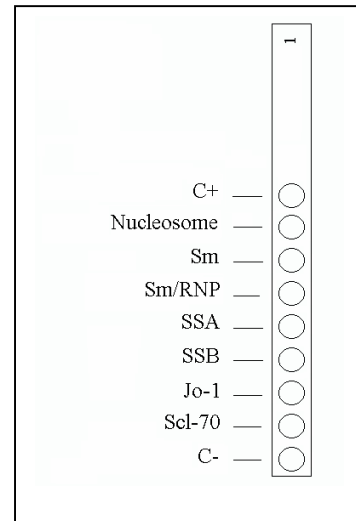 1
C+
Nucleosome
Sm
Sm/RNP
SSA
SSB
Jo-1
Scl-70
C-